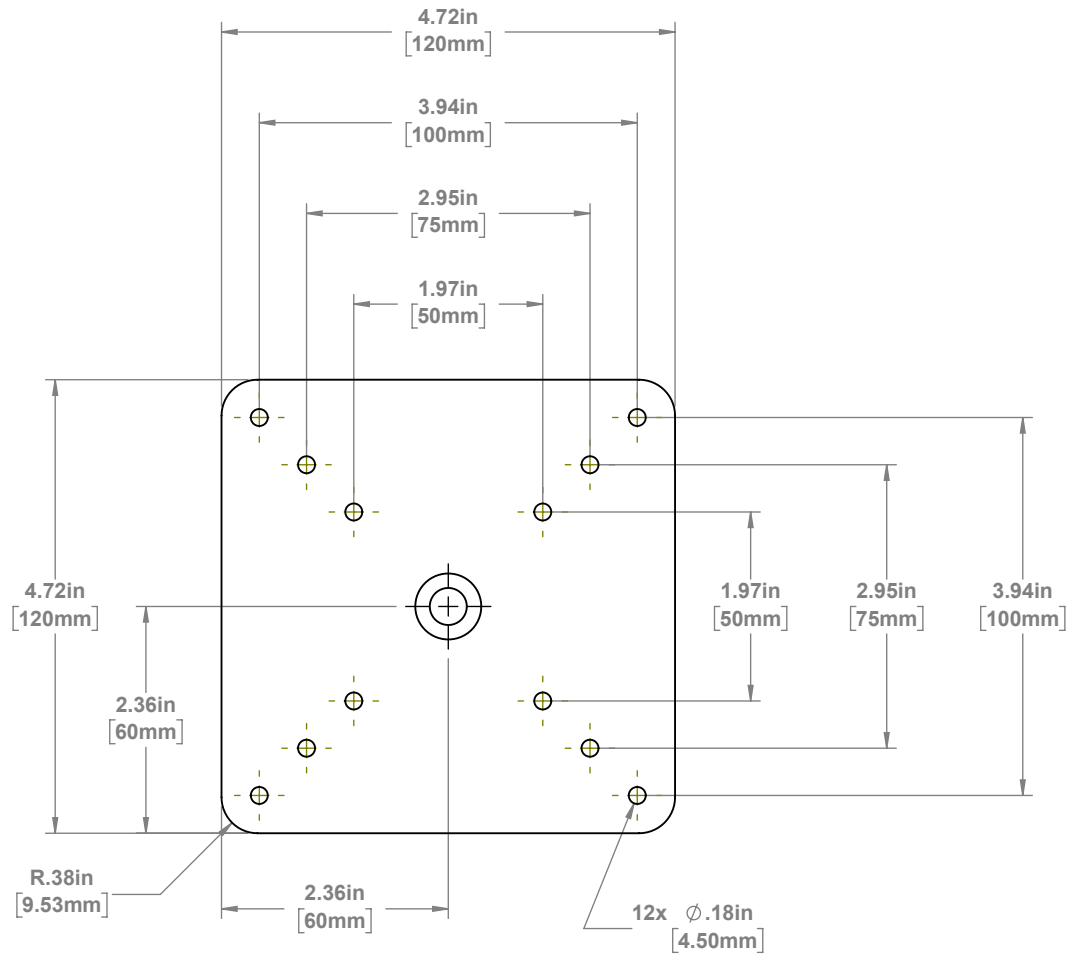 4.72in
[120mm]
3.94in
[100mm]
2.95in
[75mm]
1.97in
[50mm]
4.72in
[120mm]
1.97in
[50mm]
2.95in
[75mm]
3.94in
[100mm]
2.36in
[60mm]
R.38in
[9.53mm]
2.36in
[60mm]
12x ∅.18in
[4.50mm]